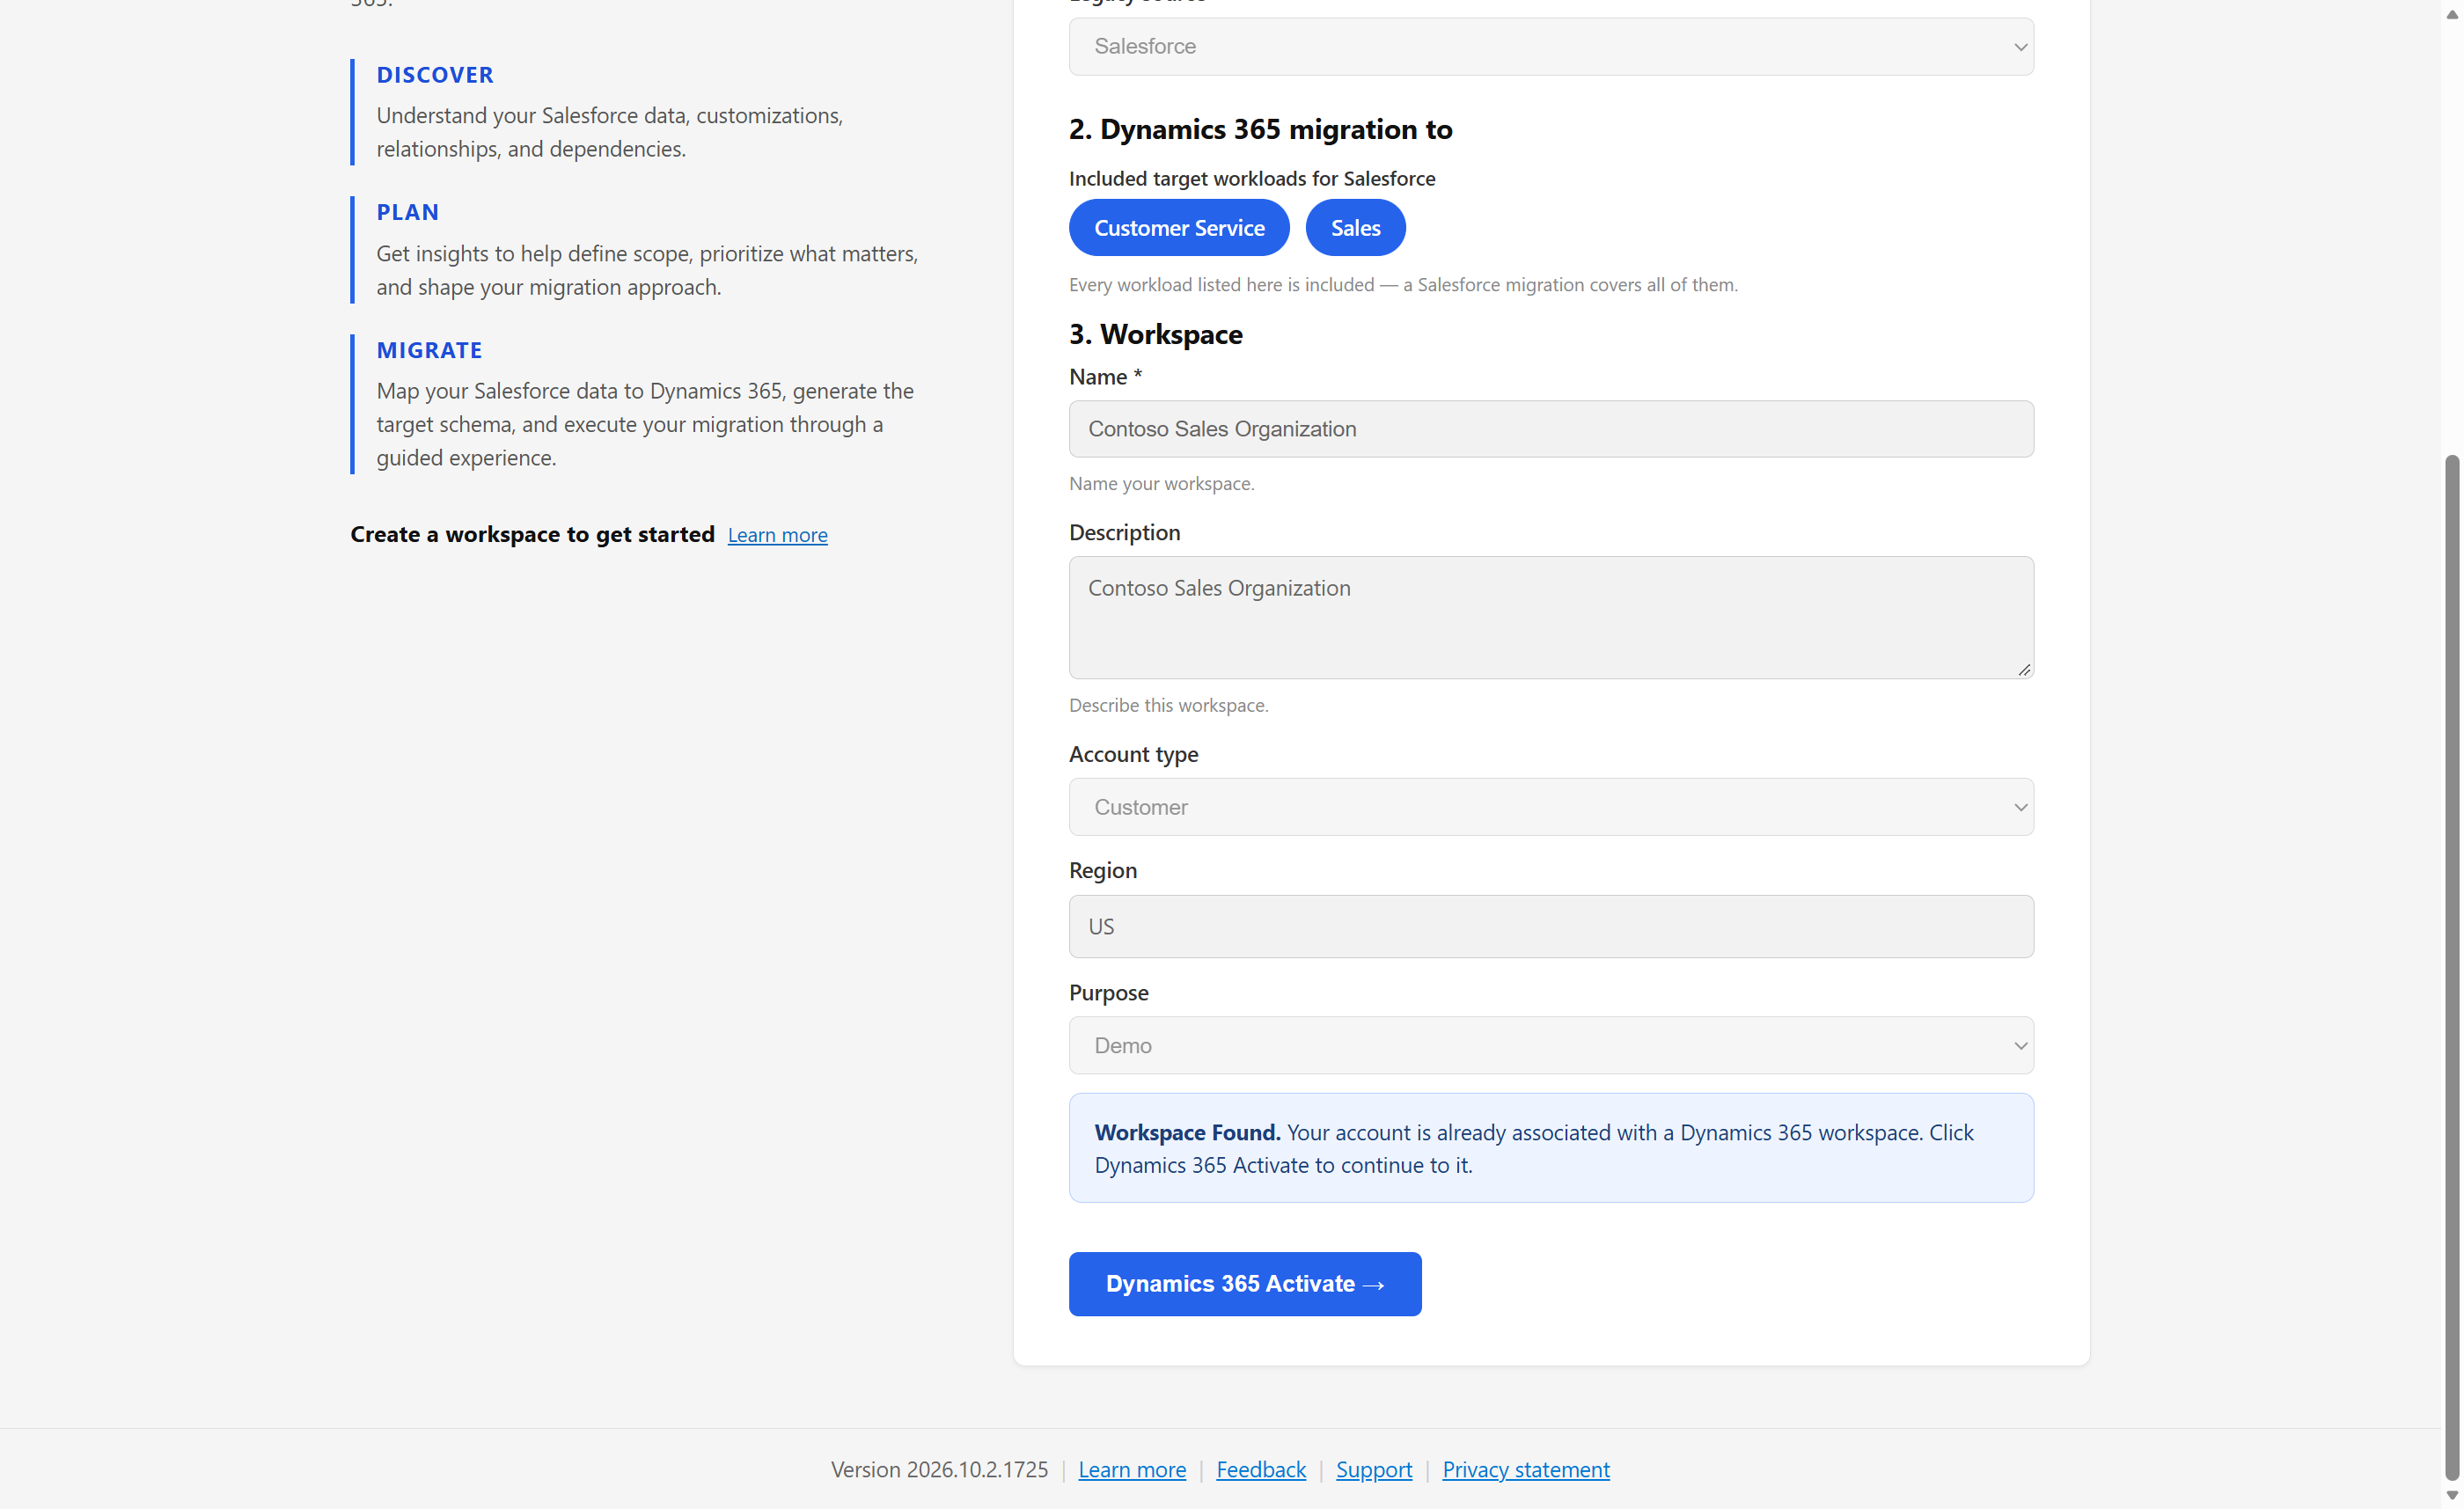 365.
DISCOVER
Understand your Salesforce data, customizations,
relationships, and dependencies.
PLAN
Get insights to help define scope, prioritize what matters,
and shape your migration approach.
MIGRATE
Map your Salesforce data to Dynamics 365, generate the
target schema, and execute your migration through a
guided experience.
Create a workspace to get started Learn more
Legacy source
Salesforce
2. Dynamics 365 migration to
Included target workloads for Salesforce
Customer Service
Sales
Every workload listed here is included — a Salesforce migration covers all of them.
3. Workspace
Name *
Contoso Sales Organization
Name your workspace.
Description
Contoso Sales Organization
Describe this workspace.
Account type
Customer
Region
US
Purpose
Demo
Workspace Found. Your account is already associated with a Dynamics 365 workspace. Click
Dynamics 365 Activate to continue to it.
Dynamics 365 Activate →
Version 2026.10.2.1725 | Learn more | Feedback | Support | Privacy statement